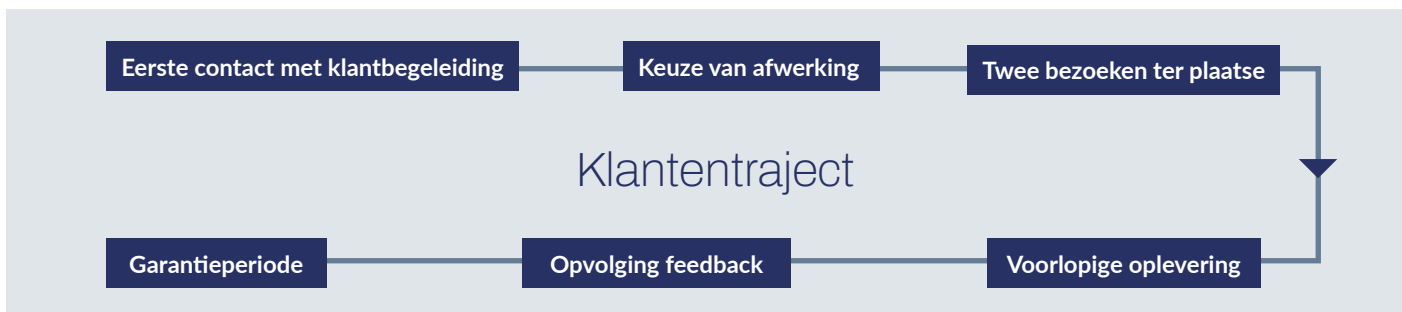 Eerste contact met klantbegeleiding
Keuze van afwerking
Twee bezoeken ter plaatse
Klantentraject
Garantieperiode
Opvolging feedback
Voorlopige oplevering